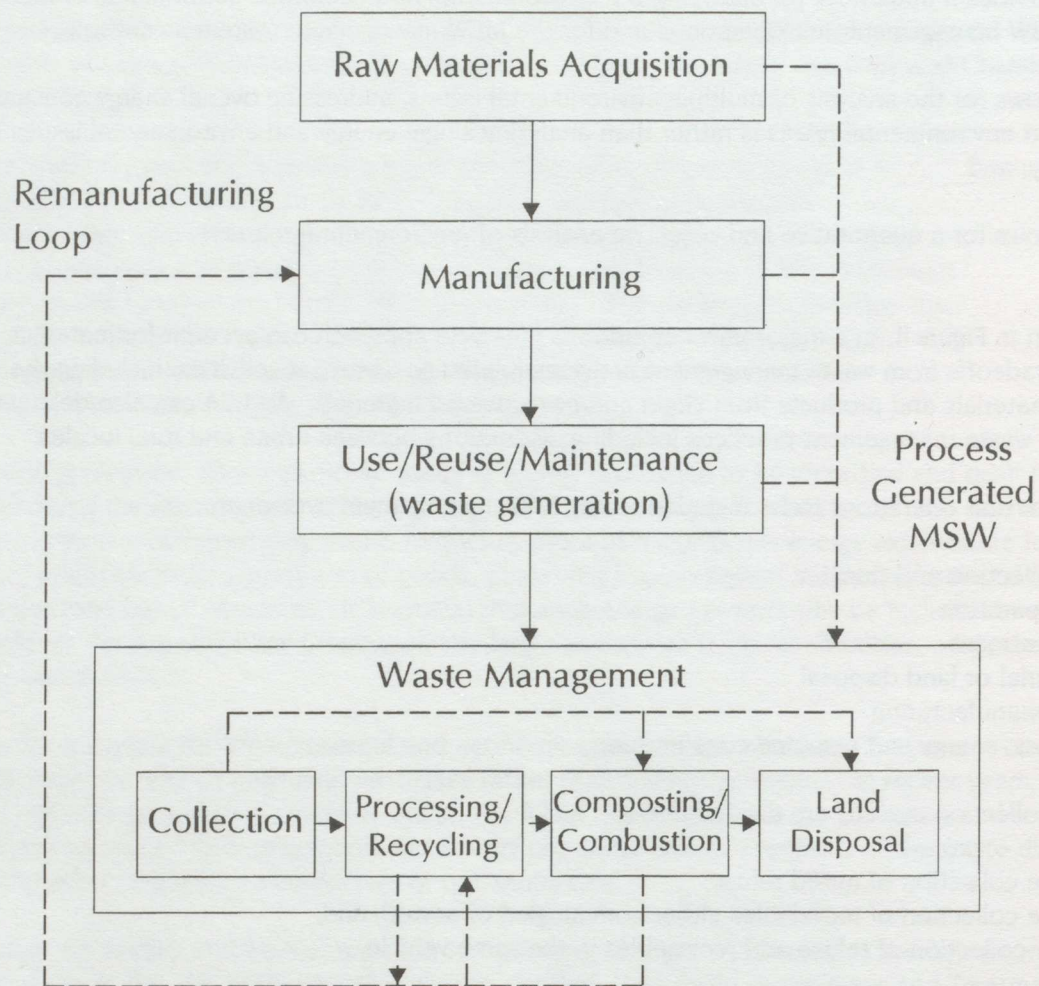 Raw Materials Acquisition
Remanufacturing
Loop
Manufacturing
Use/Reuse/Maintenance
(waste generation)
Process
Generated
MSW
Waste Management
Collection
Processing/
Recycling
Composting/
Combustion
Land
Disposal